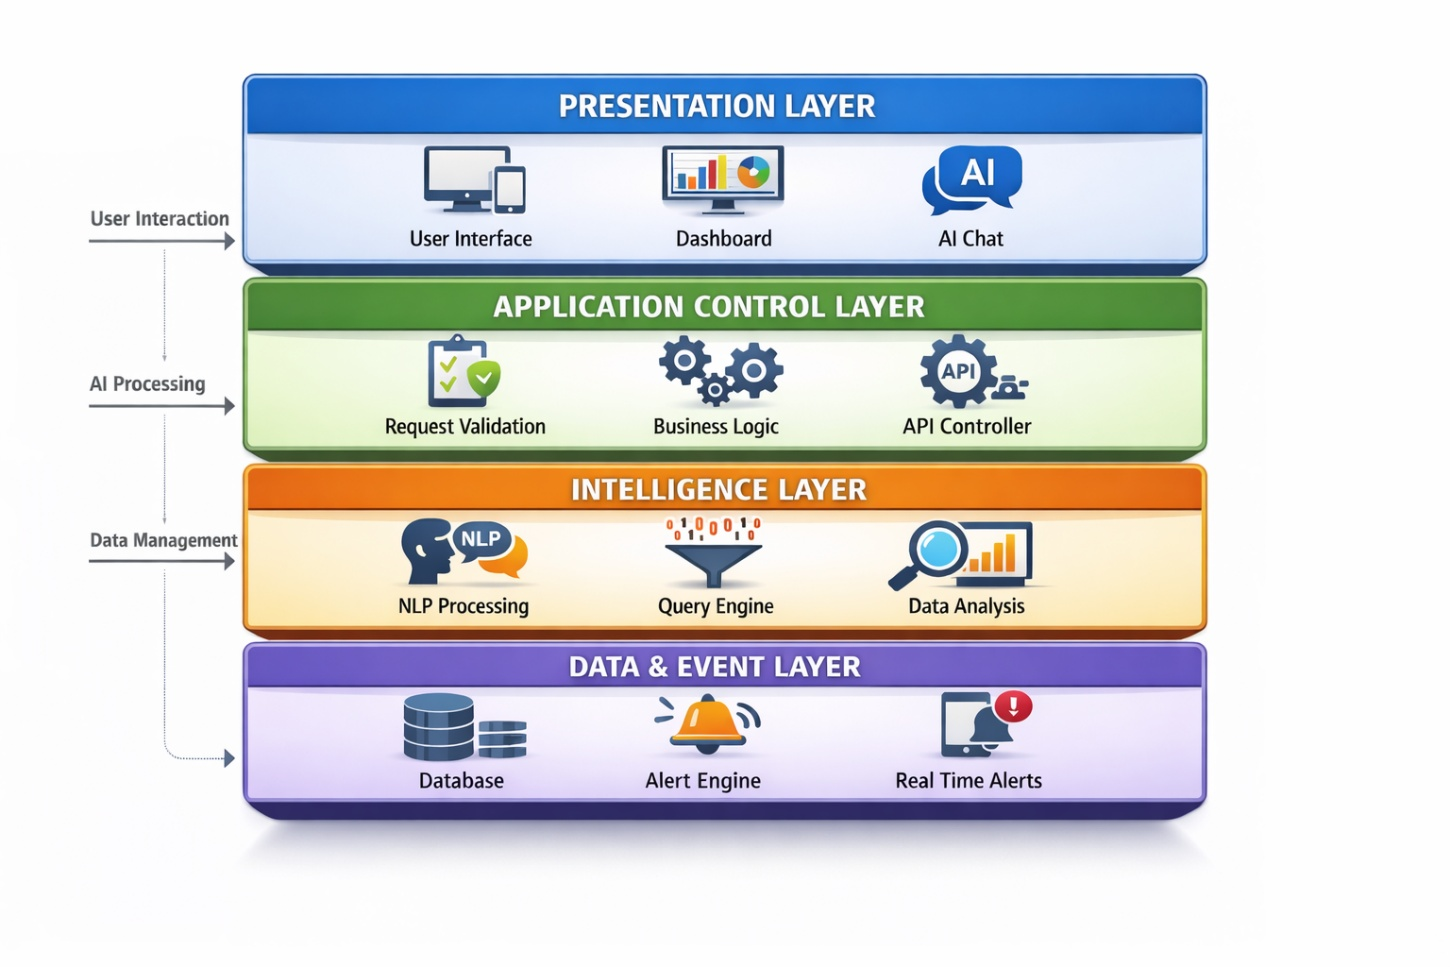 PRESENTATION LAYER
AI
User Interaction
User Interface
Dashboard
AI Chat
APPLICATION CONTROL LAYER
API
AI Processing
Request Validation
Business Logic
API Controller
INTELLIGENCE LAYER
NLP
010010
011010
Data Management
NLP Processing
Query Engine
Data Analysis
DATA & EVENT LAYER
!
Database
Alert Engine
Real Time Alerts